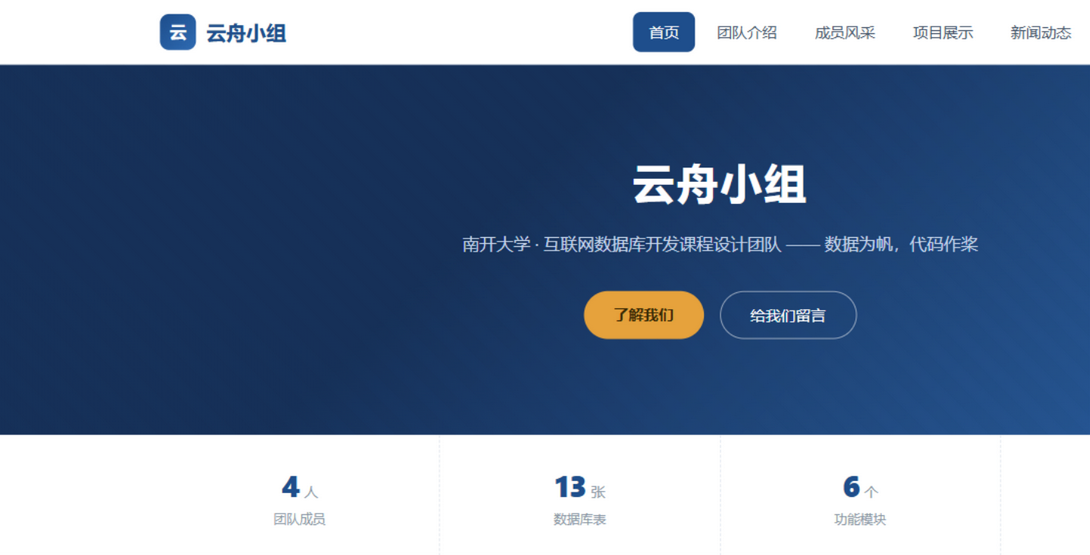 云 云舟小组 首页 团队介绍 成员风采 项目展示 新闻动态
云舟小组
南开大学 · 互联网数据库开发课程设计团队 —— 数据为帆，代码作桨
了解我们 给我们留言
4 人 13 张 6 个
团队成员 数据库表 功能模块